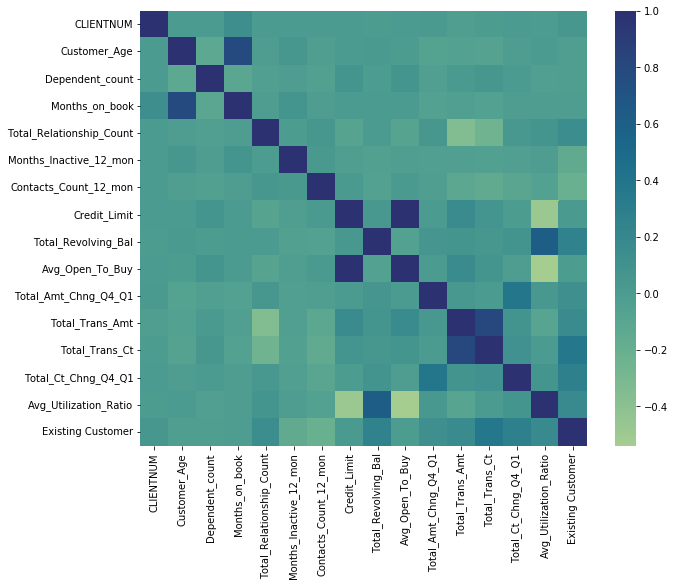 CLIENTNUM
Customer_Age
Dependent_count
Months_on_book
Total_Relationship_Count
Months_Inactive_12_mon
Contacts_Count_12_mon
Credit_Limit
Total_Revolving_Bal
Avg_Open_To_Buy
Total_Amt_Chng_Q4_Q1
Total_Trans_Amt
Total_Trans_Ct
Total_Ct_Chng_Q4_Q1
Avg_Utilization_Ratio
Existing Customer
CLIENTNUM
Customer_Age
Dependent_count
Months_on_book
Total_Relationship_Count
Months_Inactive_12_mon
Contacts_Count_12_mon
Credit_Limit
Total_Revolving_Bal
Avg_Open_To_Buy
Total_Amt_Chng_Q4_Q1
Total_Trans_Amt
Total_Trans_Ct
Total_Ct_Chng_Q4_Q1
Avg_Utilization_Ratio
Existing Customer
1.0
0.8
0.6
0.4
0.2
0.0
−0.2
−0.4